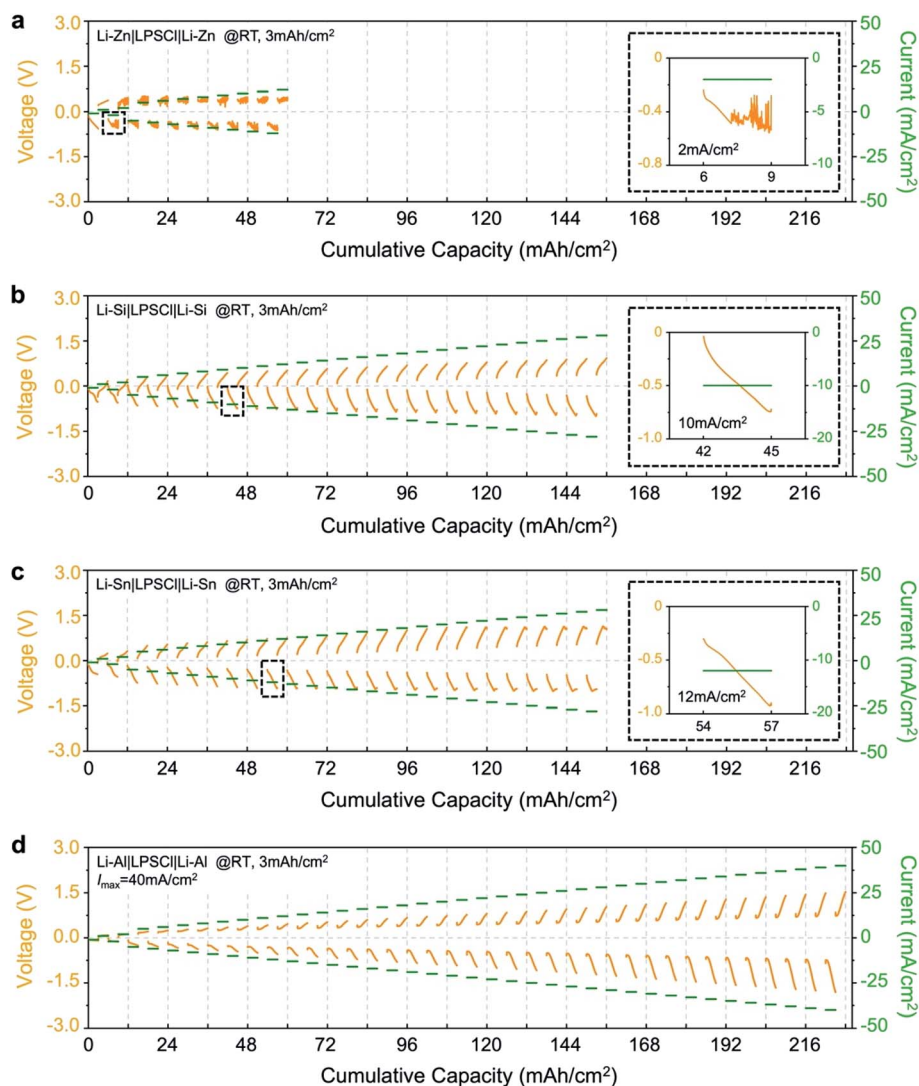 a
Li-Zn|LPSCl|Li-Zn @RT, 3mAh/cm²
Voltage (V)
3.0
1.5
0.0
-1.5
-3.0
0 24 48 72 96 120 144 168 192 216
Cumulative Capacity (mAh/cm²)
50
25
0
-25
-50
Current (mA/cm²)
0
-0.4
-0.8
2mA/cm²
6 9
0
-5
-10
b
Li-Si|LPSCl|Li-Si @RT, 3mAh/cm²
Voltage (V)
3.0
1.5
0.0
-1.5
-3.0
0 24 48 72 96 120 144 168 192 216
Cumulative Capacity (mAh/cm²)
50
25
0
-25
-50
Current (mA/cm²)
0
-0.5
-1.0
10mA/cm²
42 45
0
-10
-20
c
Li-Sn|LPSCl|Li-Sn @RT, 3mAh/cm²
Voltage (V)
3.0
1.5
0.0
-1.5
-3.0
0 24 48 72 96 120 144 168 192 216
Cumulative Capacity (mAh/cm²)
50
25
0
-25
-50
Current (mA/cm²)
0
-0.5
-1.0
12mA/cm²
54 57
0
-10
-20
d
Li-Al|LPSCl|Li-Al @RT, 3mAh/cm²
Imax=40mA/cm²
Voltage (V)
3.0
1.5
0.0
-1.5
-3.0
0 24 48 72 96 120 144 168 192 216
Cumulative Capacity (mAh/cm²)
50
25
0
-25
-50
Current (mA/cm²)